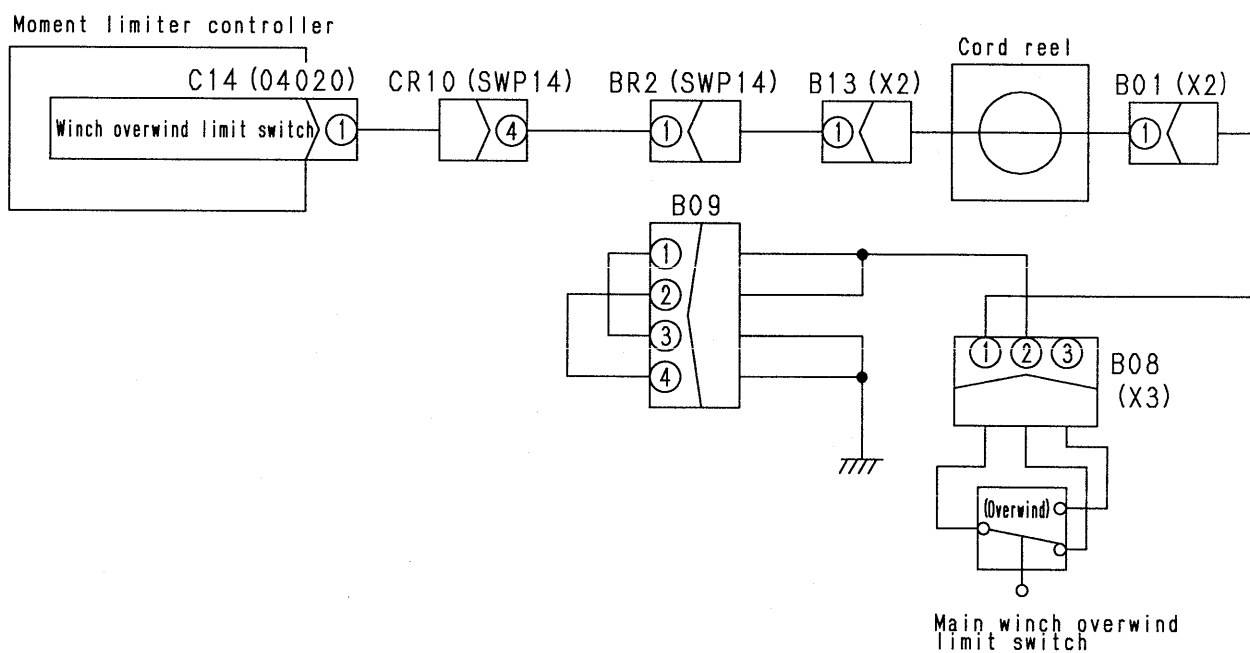 Moment limiter controller
Cord reel
C14 (04020)
CR10 (SWP14)
BR2 (SWP14)
B13 (X2)
B01 (X2)
Winch overwind limit switch
1
4
1
1
1
B09
1
2
3
4
1 2 3
B08
(X3)
(Overwind)
Main winch overwind
limit switch